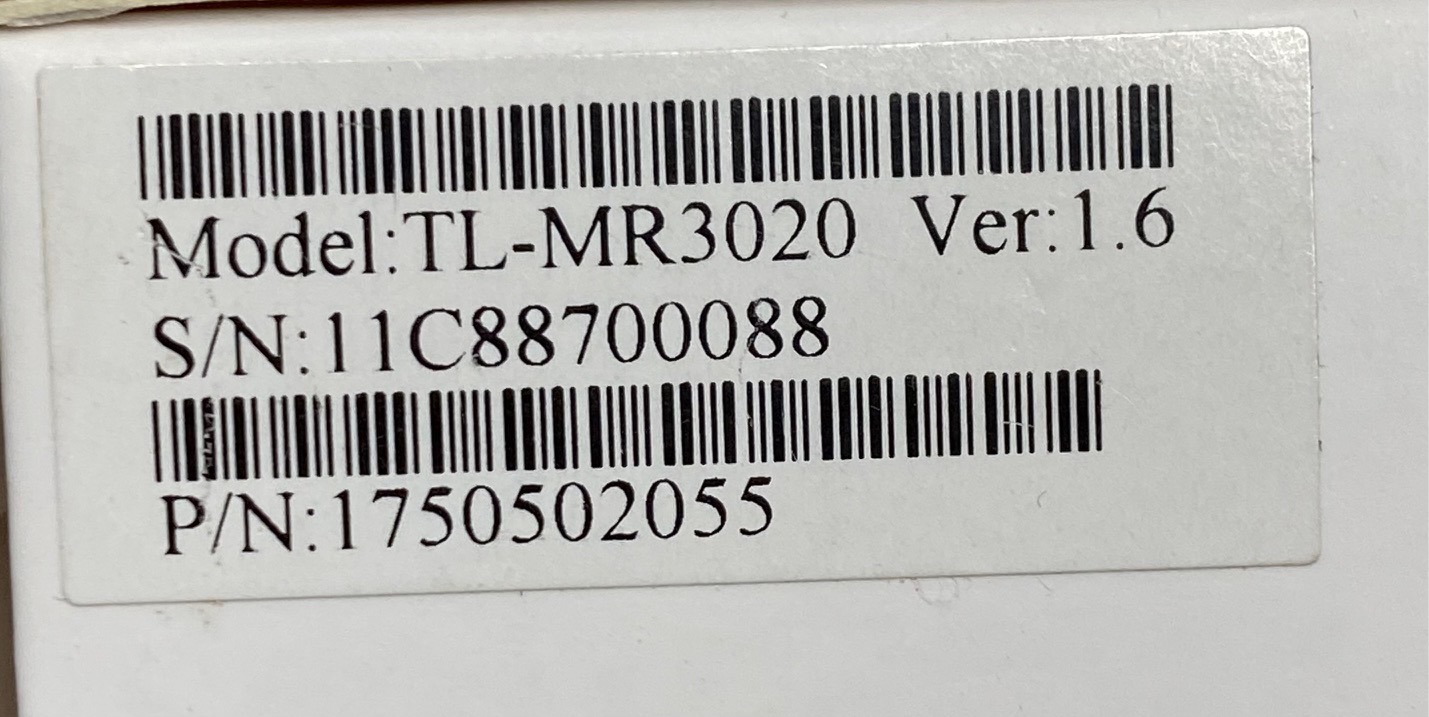 Model:TL-MR3020 Ver:1.6
S/N:11C88700088
P/N:1750502055